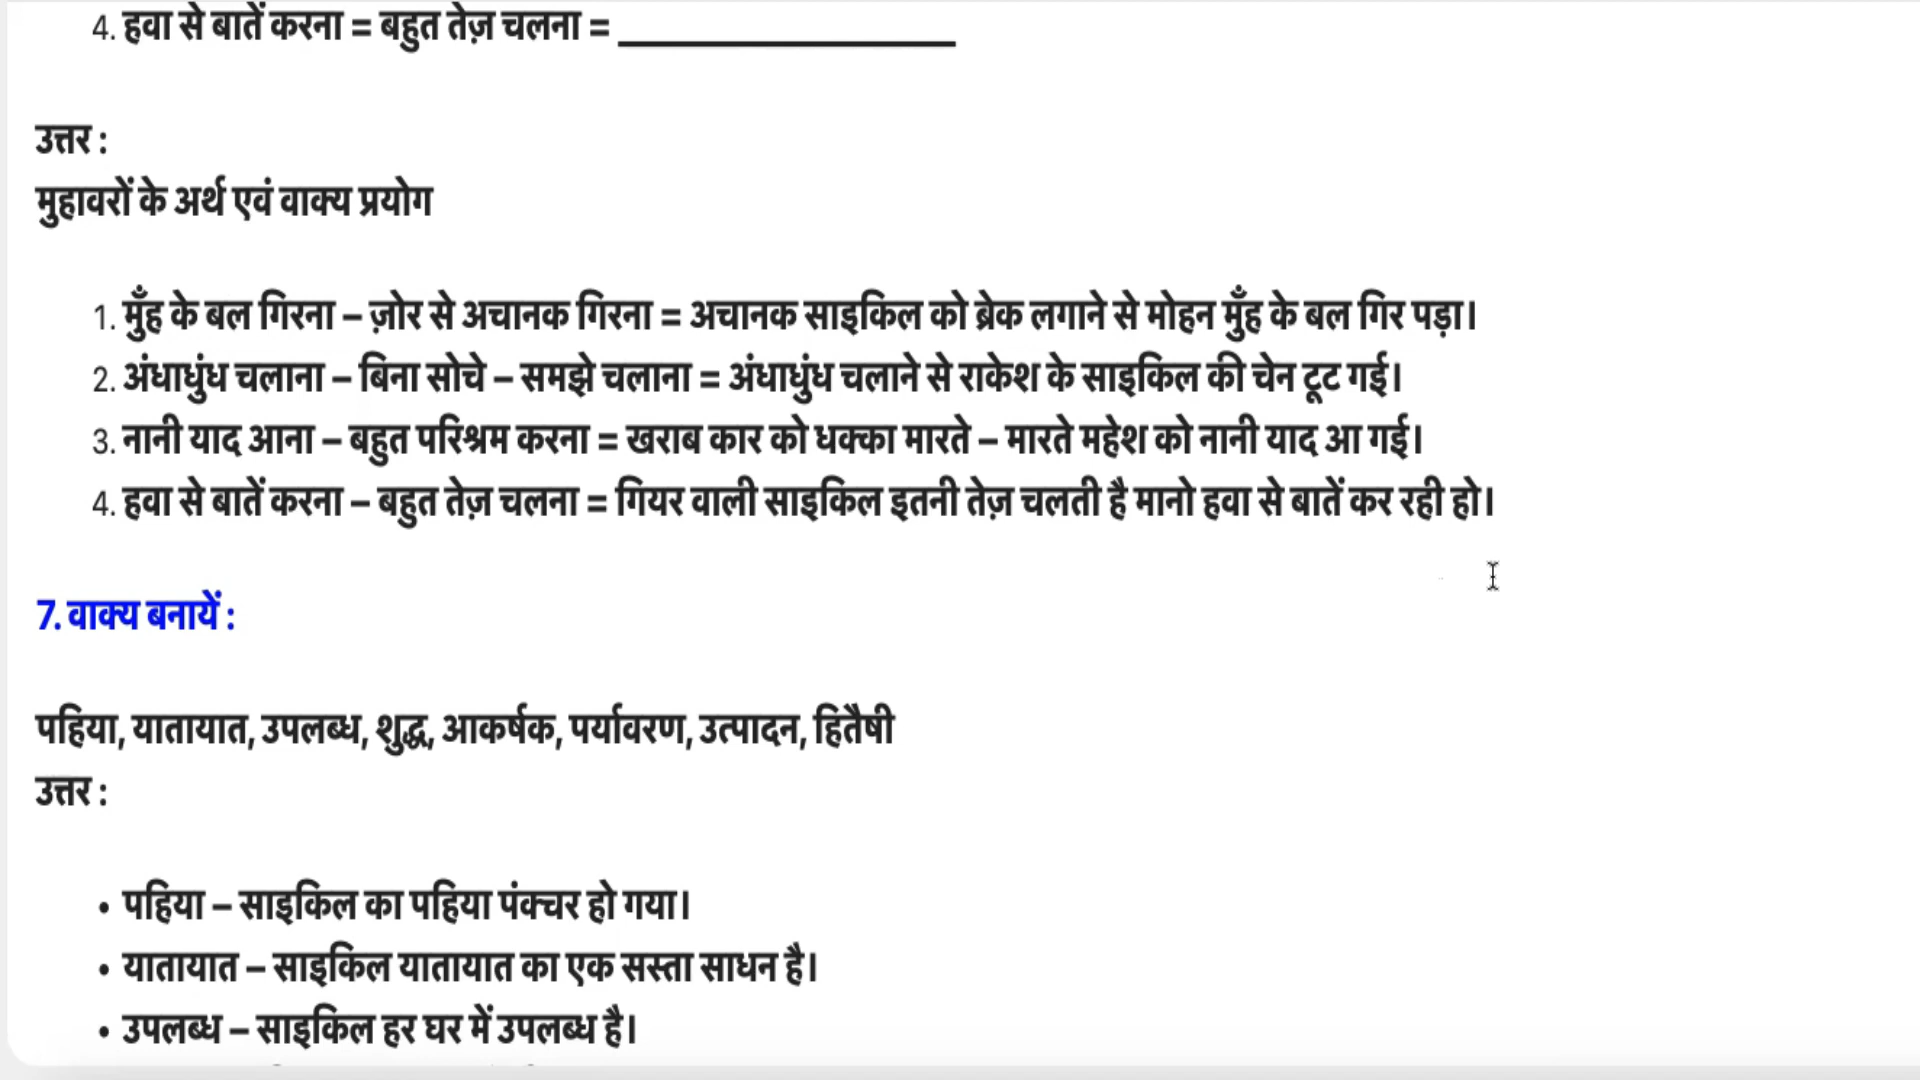 4. हवा से बातें करना = बहुत तेज़ चलना = ____________________
उत्तर :
मुहावरों के अर्थ एवं वाक्य प्रयोग
1. मुँह के बल गिरना – ज़ोर से अचानक गिरना = अचानक साइकिल को ब्रेक लगाने से मोहन मुँह के बल गिर पड़ा।
2. अंधाधुंध चलाना – बिना सोचे – समझे चलाना = अंधाधुंध चलाने से राकेश के साइकिल की चेन टूट गई।
3. नानी याद आना – बहुत परिश्रम करना = खराब कार को धक्का मारते – मारते महेश को नानी याद आ गई।
4. हवा से बातें करना – बहुत तेज़ चलना = गियर वाली साइकिल इतनी तेज़ चलती है मानो हवा से बातें कर रही हो।
7. वाक्य बनायें :
पहिया, यातायात, उपलब्ध, शुद्ध, आकर्षक, पर्यावरण, उत्पादन, हितैषी
उत्तर :
• पहिया – साइकिल का पहिया पंक्चर हो गया।
• यातायात – साइकिल यातायात का एक सस्ता साधन है।
• उपलब्ध – साइकिल हर घर में उपलब्ध है।